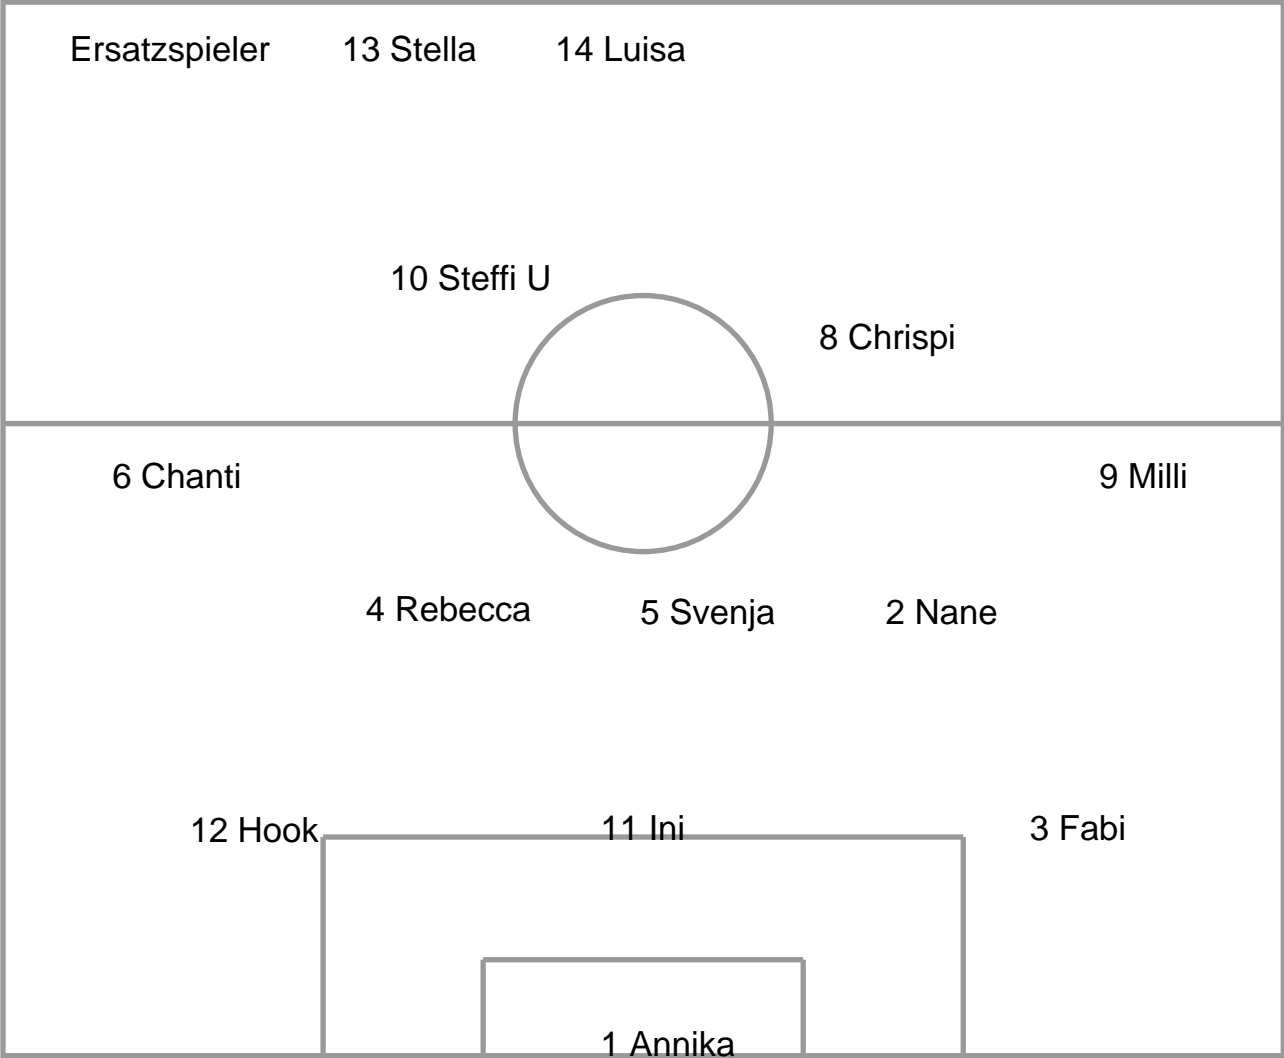 Ersatzspieler 13 Stella 14 Luisa
10 Steffi U
8 Chrispi
6 Chanti 9 Milli
4 Rebecca 5 Svenja 2 Nane
12 Hook 11 Ini 3 Fabi
1 Annika